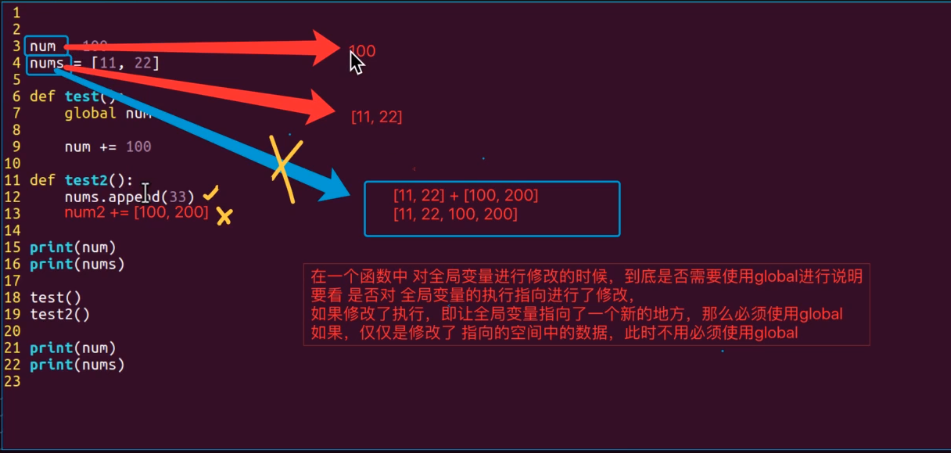 1
2
3 num = 100
4 nums = [11, 22]
5
6 def test():
7 global num
8
9 num += 100
10
11 def test2():
12 nums.append(33)
13 num2 += [100, 200]
14
15 print(num)
16 print(nums)
17
18 test()
19 test2()
20
21 print(num)
22 print(nums)
23
100
[11, 22]
[11, 22] + [100, 200]
[11, 22, 100, 200]
在一个函数中 对全局变量进行修改的时候，到底是否需要使用global进行说明
要看 是否对 全局变量的执行指向进行了修改，
如果修改了执行，即让全局变量指向了一个新的地方，那么必须使用global
如果，仅仅是修改了 指向的空间中的数据，此时不用必须使用global